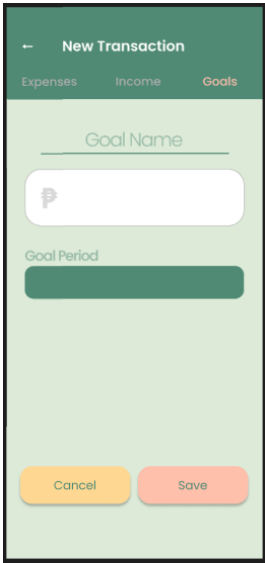 ← New Transaction
Expenses Income Goals
Goal Name
₱
Goal Period
Cancel Save